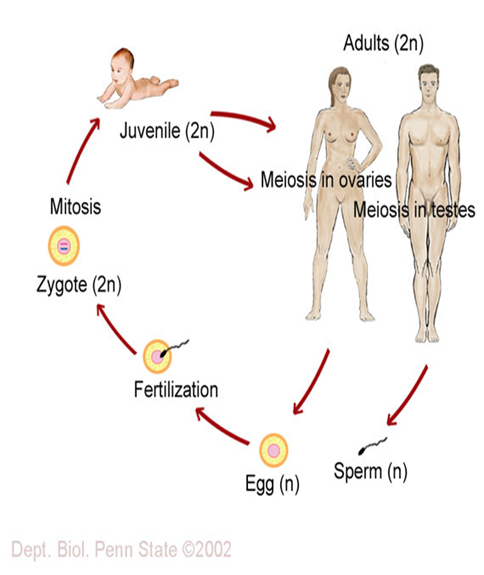 Adults (2n)
Juvenile (2n)
Meiosis in ovaries
Meiosis in testes
Mitosis
Zygote (2n)
Fertilization
Egg (n)
Sperm (n)
Dept. Biol. Penn State ©2002